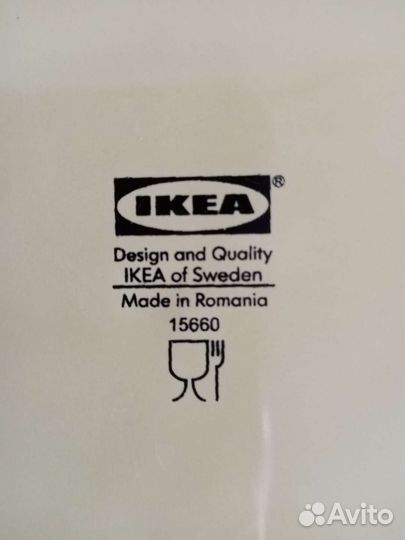 IKEA®
Design and Quality
IKEA of Sweden
Made in Romania
15660
Avito